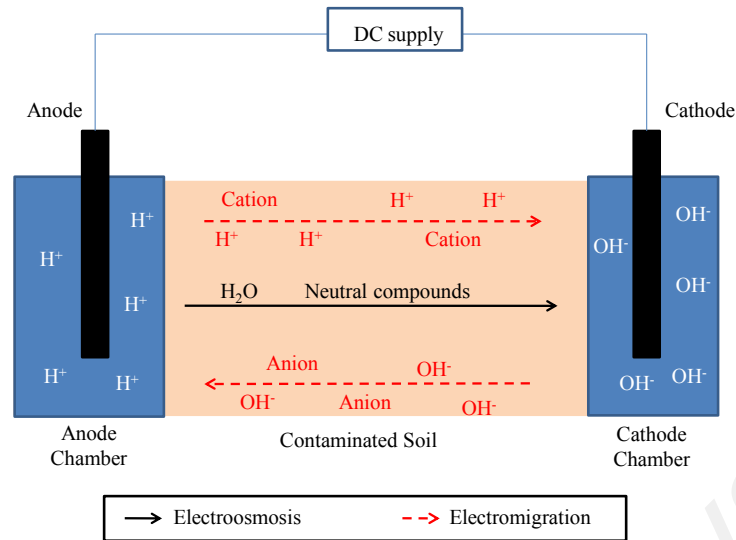 DC supply
Anode
Cathode
Cation H⁺ H⁺
H⁺ H⁺ Cation
H⁺
H⁺
H⁺
H⁺ H⁺
H₂O Neutral compounds
Anion OH⁻
OH⁻ Anion OH⁻
OH⁻
OH⁻
OH⁻
OH⁻ OH⁻
Anode
Chamber
Contaminated Soil
Cathode
Chamber
Electroosmosis Electromigration